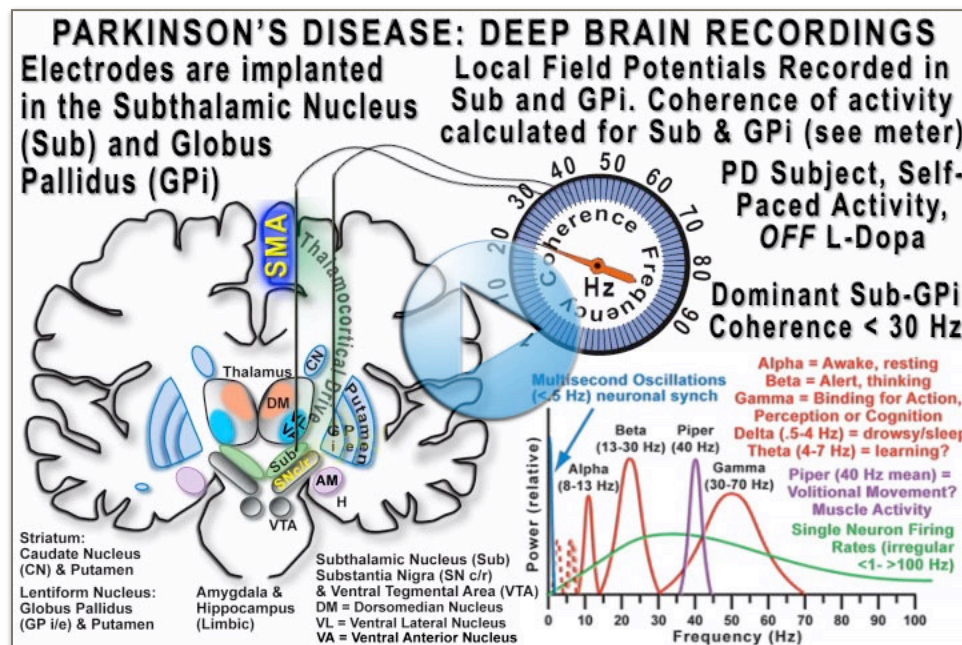 PARKINSON'S DISEASE: DEEP BRAIN RECORDINGS
Electrodes are implanted
in the Subthalamic Nucleus
(Sub) and Globus
Pallidus (GPi)
Local Field Potentials Recorded in
Sub and GPi. Coherence of activity
calculated for Sub & GPi (see meter)
PD Subject, Self-
Paced Activity,
OFF L-Dopa
Dominant Sub-GPi
Coherence < 30 Hz
10 20 30 40 50 60 70 80 90
Coherence Frequency
Hz
SMA
Thalamocortical Drive
Thalamus
CN
DM
Putamen
Gi
Pe
Sub
SNc/r
AM
H
VTA
Striatum:
Caudate Nucleus
(CN) & Putamen
Lentiform Nucleus:
Globus Pallidus
(GP i/e) & Putamen
Amygdala &
Hippocampus
(Limbic)
Subthalamic Nucleus (Sub)
Substantia Nigra (SN c/r)
& Ventral Tegmental Area (VTA)
DM = Dorsomedian Nucleus
VL = Ventral Lateral Nucleus
VA = Ventral Anterior Nucleus
Multisecond Oscillations
(<.5 Hz) neuronal synch
Alpha
(8-13 Hz)
Beta
(13-30 Hz)
Piper
(40 Hz)
Gamma
(30-70 Hz)
Alpha = Awake, resting
Beta = Alert, thinking
Gamma = Binding for Action,
Perception or Cognition
Delta (.5-4 Hz) = drowsy/sleep
Theta (4-7 Hz) = learning?
Piper (40 Hz mean) =
Volitional Movement?
Muscle Activity
Single Neuron Firing
Rates (irregular
<1- >100 Hz)
Power (relative)
0 10 20 30 40 50 60 70 80 90 100
Frequency (Hz)